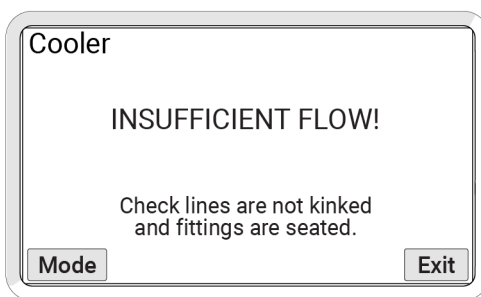 Cooler
INSUFFICIENT FLOW!
Check lines are not kinked
and fittings are seated.
Mode
Exit